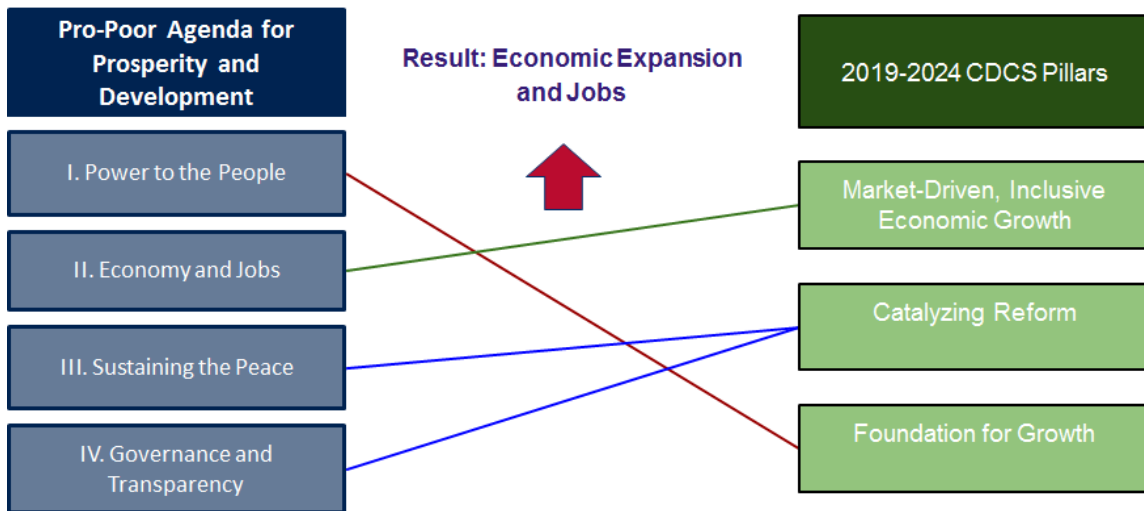 Pro-Poor Agenda for
Prosperity and
Development
I. Power to the People
II. Economy and Jobs
III. Sustaining the Peace
IV. Governance and
Transparency
Result: Economic Expansion
and Jobs
2019-2024 CDCS Pillars
Market-Driven, Inclusive
Economic Growth
Catalyzing Reform
Foundation for Growth